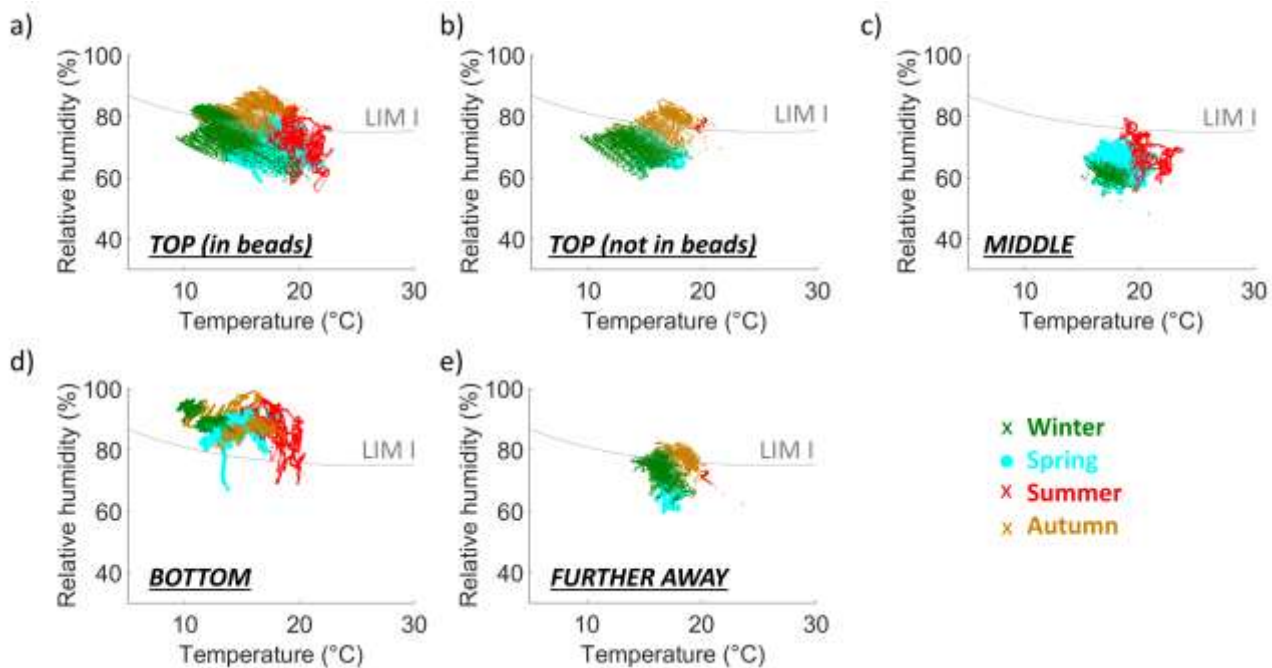 a)
Relative humidity (%)
100
80
60
40
LIM I
TOP (in beads)
10
20
30
Temperature (°C)
b)
Relative humidity (%)
100
80
60
40
LIM I
TOP (not in beads)
10
20
30
Temperature (°C)
c)
Relative humidity (%)
100
80
60
40
LIM I
MIDDLE
10
20
30
Temperature (°C)
d)
Relative humidity (%)
100
80
60
40
LIM I
BOTTOM
10
20
30
Temperature (°C)
e)
Relative humidity (%)
100
80
60
40
LIM I
FURTHER AWAY
10
20
30
Temperature (°C)
x Winter
Spring
x Summer
x Autumn